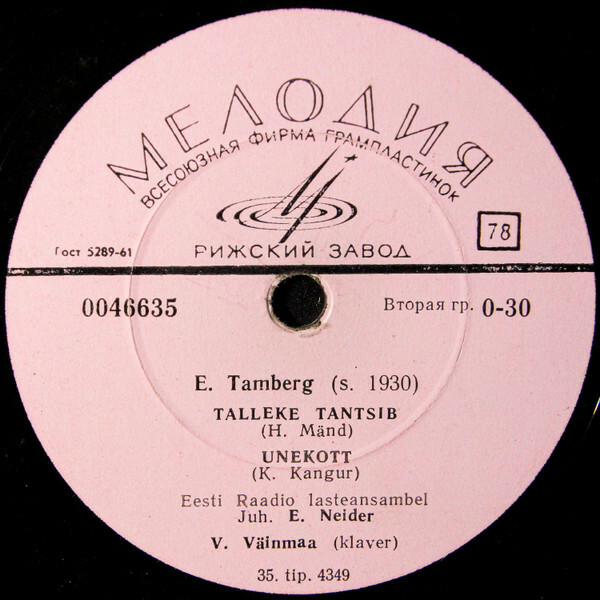 МЕЛОДИЯ
ВСЕСОЮЗНАЯ ФИРМА ГРАМПЛАСТИНОК
78
Гост 5289-61
РИЖСКИЙ ЗАВОД
0046635
Вторая гр. 0-30
E. Tamberg (s. 1930)
TALLEKE TANTSIB
(H. Mänd)
UNEKOTT
(K. Kangur)
Eesti Raadio lasteansambel
Juh. E. Neider
V. Väinmaa (klaver)
35. tip. 4349